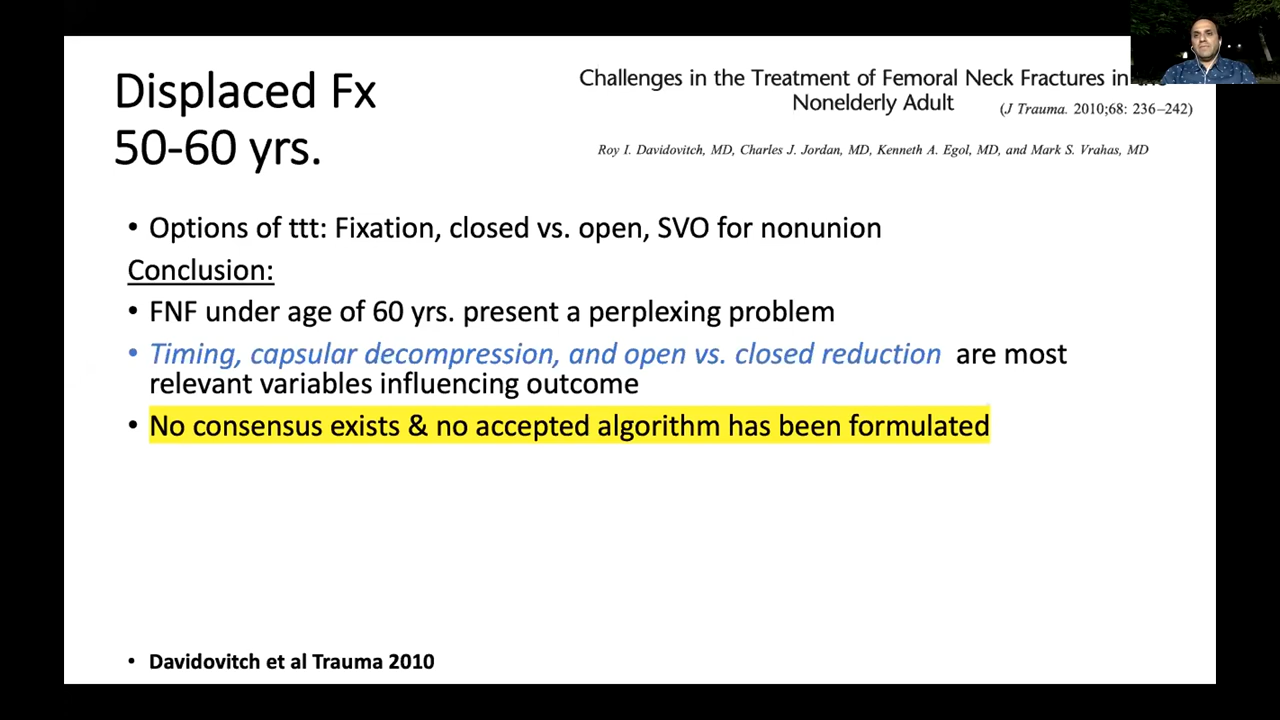 Displaced Fx
50-60 yrs.
Challenges in the Treatment of Femoral Neck Fractures in the
Nonelderly Adult
(J Trauma. 2010;68: 236–242)
Roy I. Davidovitch, MD, Charles J. Jordan, MD, Kenneth A. Egol, MD, and Mark S. Vrahas, MD
• Options of ttt: Fixation, closed vs. open, SVO for nonunion
Conclusion:
• FNF under age of 60 yrs. present a perplexing problem
• Timing, capsular decompression, and open vs. closed reduction are most
relevant variables influencing outcome
• No consensus exists & no accepted algorithm has been formulated
• Davidovitch et al Trauma 2010